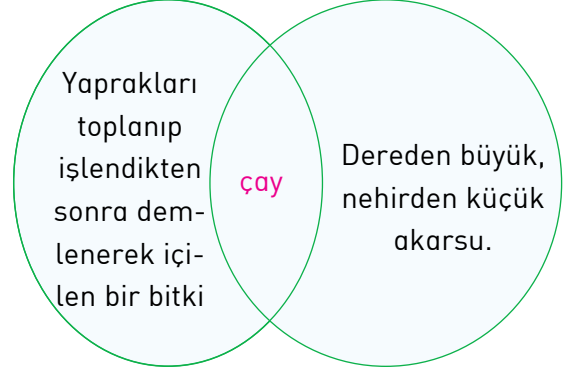 Yaprakları
toplanıp
işlendikten
sonra dem-
lenerek içi-
len bir bitki
çay
Dereden büyük,
nehirden küçük
akarsu.